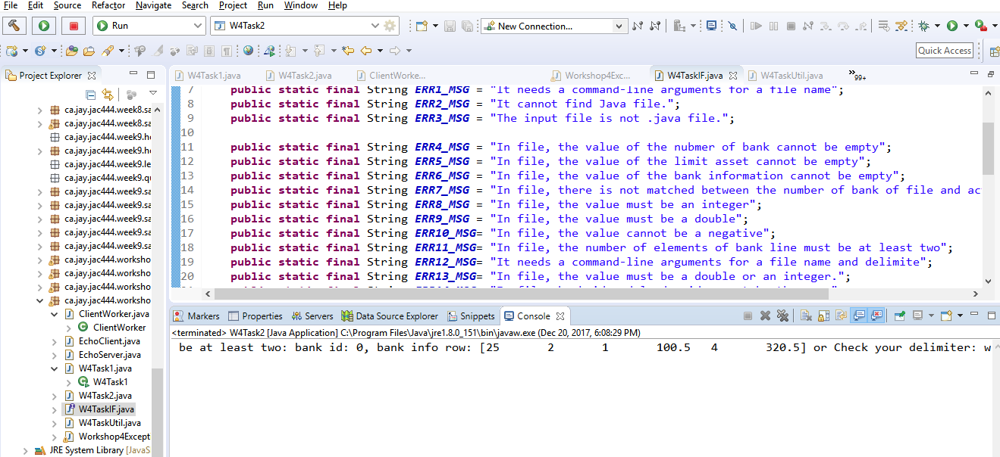 File Edit Source Refactor Navigate Search Project Run Window Help
Run W4Task2 New Connection...
Quick Access
Project Explorer
ca.jay.jac444.week8.sa
ca.jay.jac444.week8.sa
ca.jay.jac444.week9.h
ca.jay.jac444.week9.h
ca.jay.jac444.week9.le
ca.jay.jac444.week9.q
ca.jay.jac444.week9.sa
ca.jay.jac444.week9.sa
ca.jay.jac444.week9.sa
ca.jay.jac444.week9.sa
ca.jay.jac444.week9.sa
ca.jay.jac444.worksho
ca.jay.jac444.worksho
ca.jay.jac444.worksho
ca.jay.jac444.worksho
ClientWorker.java
ClientWorker
EchoClient.java
EchoServer.java
W4Task1.java
W4Task1
W4Task2.java
W4TaskIF.java
W4TaskUtil.java
Workshop4Except
JRE System Library [JavaS
W4Task1.java W4Task2.java ClientWorke... Workshop4Exc... W4TaskIF.java W4TaskUtil.java »99+
7 public static final String ERR1_MSG = "It needs a command-line arguments for a file name";
8 public static final String ERR2_MSG = "It cannot find Java file.";
9 public static final String ERR3_MSG = "The input file is not .java file.";
10
11 public static final String ERR4_MSG = "In file, the value of the nubmer of bank cannot be empty";
12 public static final String ERR5_MSG = "In file, the value of the limit asset cannot be empty";
13 public static final String ERR6_MSG = "In file, the value of the bank information cannot be empty";
14 public static final String ERR7_MSG = "In file, there is not matched between the number of bank of file and ac
15 public static final String ERR8_MSG = "In file, the value must be an integer";
16 public static final String ERR9_MSG = "In file, the value must be a double";
17 public static final String ERR10_MSG= "In file, the value cannot be a negative";
18 public static final String ERR11_MSG= "In file, the number of elements of bank line must be at least two";
19 public static final String ERR12_MSG= "It needs a command-line arguments for a file name and delimite";
20 public static final String ERR13_MSG= "In file, the value must be a double or an integer.";
Markers Properties Servers Data Source Explorer Snippets Console
<terminated> W4Task2 [Java Application] C:\Program Files\Java\jre1.8.0_151\bin\javaw.exe (Dec 20, 2017, 6:08:29 PM)
be at least two: bank id: 0, bank info row: [25 2 1 100.5 4 320.5] or Check your delimiter: w